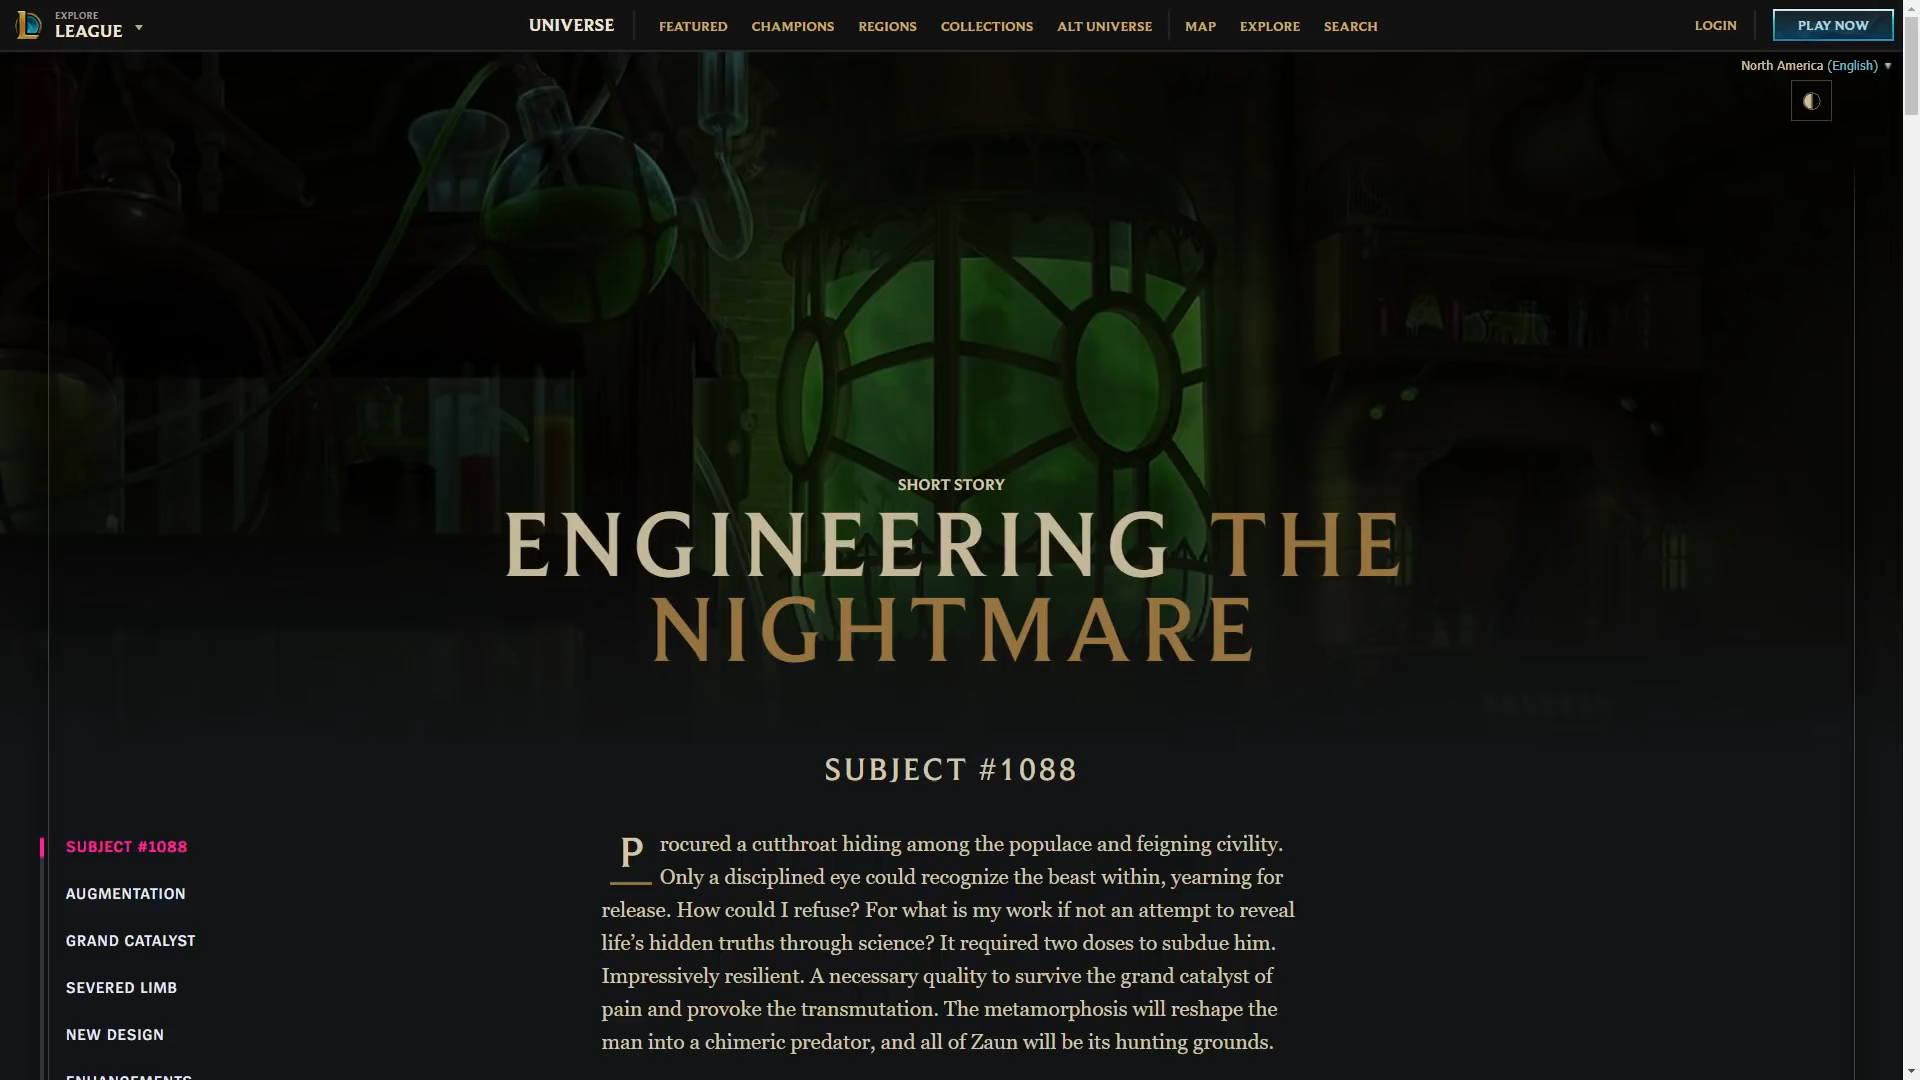 EXPLORE
LEAGUE
UNIVERSE
FEATURED
CHAMPIONS
REGIONS
COLLECTIONS
ALT UNIVERSE
MAP
EXPLORE
SEARCH
LOGIN
PLAY NOW
North America (English)
SHORT STORY
ENGINEERING THE
NIGHTMARE
SUBJECT #1088
SUBJECT #1088
AUGMENTATION
GRAND CATALYST
SEVERED LIMB
NEW DESIGN
ENHANCEMENTS
Procured a cutthroat hiding among the populace and feigning civility.
Only a disciplined eye could recognize the beast within, yearning for
release. How could I refuse? For what is my work if not an attempt to reveal
life’s hidden truths through science? It required two doses to subdue him.
Impressively resilient. A necessary quality to survive the grand catalyst of
pain and provoke the transmutation. The metamorphosis will reshape the
man into a chimeric predator, and all of Zaun will be its hunting grounds.